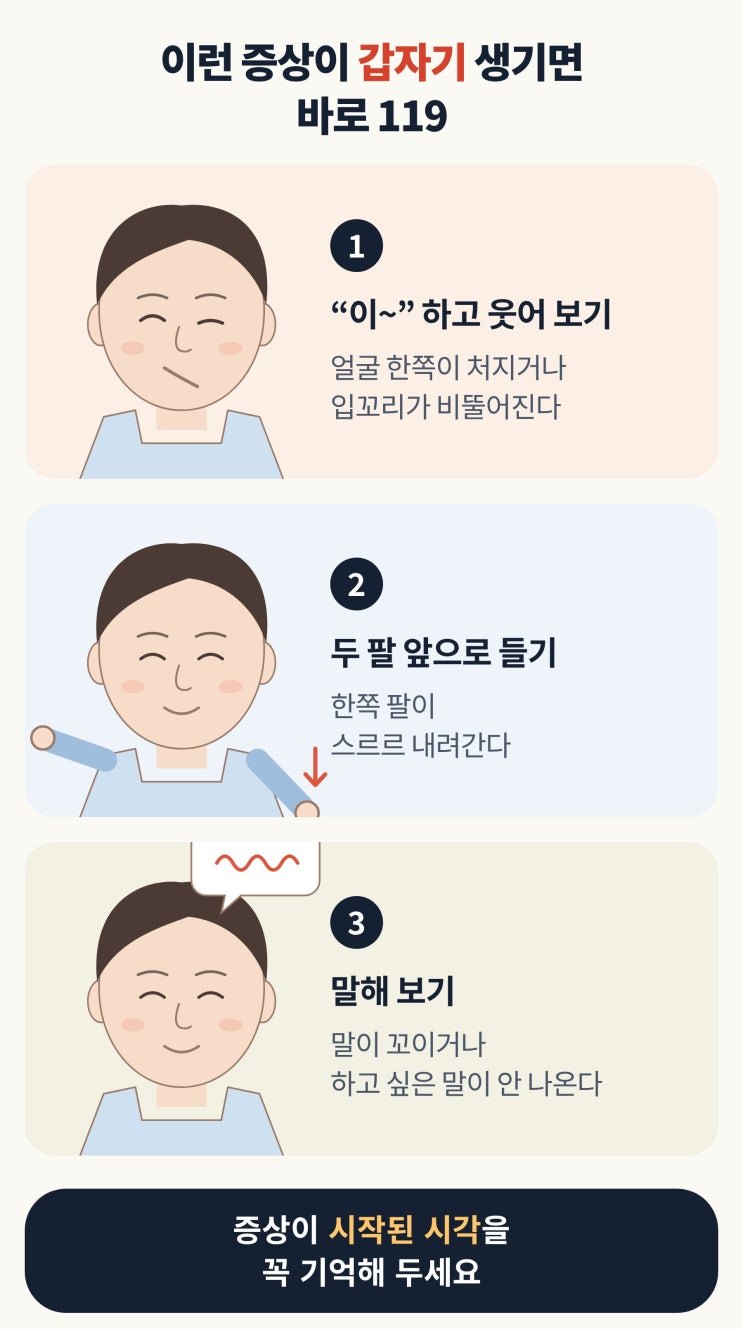 이런 증상이 갑자기 생기면
바로 119
1
“이~” 하고 웃어 보기
얼굴 한쪽이 처지거나
입꼬리가 비뚤어진다
2
두 팔 앞으로 들기
한쪽 팔이
스르르 내려간다
3
말해 보기
말이 꼬이거나
하고 싶은 말이 안 나온다
증상이 시작된 시각을
꼭 기억해 두세요